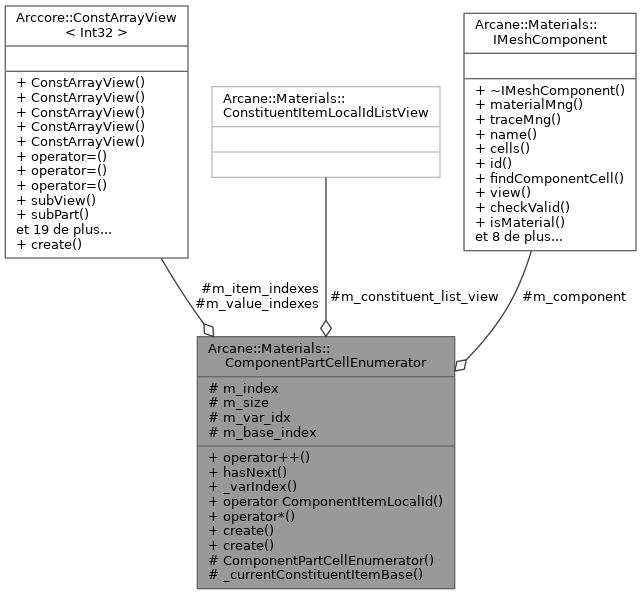 Arccore::ConstArrayView
< Int32 >
+ ConstArrayView()
+ ConstArrayView()
+ ConstArrayView()
+ ConstArrayView()
+ ConstArrayView()
+ operator=()
+ operator=()
+ operator=()
+ subView()
+ subPart()
et 19 de plus...
+ create()
Arcane::Materials::
ConstituentItemLocalIdListView
Arcane::Materials::
IMeshComponent
+ ~IMeshComponent()
+ materialMng()
+ traceMng()
+ name()
+ cells()
+ id()
+ findComponentCell()
+ view()
+ checkValid()
+ isMaterial()
et 8 de plus...
#m_item_indexes
#m_value_indexes
#m_constituent_list_view
#m_component
Arcane::Materials::
ComponentPartCellEnumerator
# m_index
# m_size
# m_var_idx
# m_base_index
+ operator++()
+ hasNext()
+ _varIndex()
+ operator ComponentItemLocalId()
+ operator*()
+ create()
+ create()
# ComponentPartCellEnumerator()
# _currentConstituentItemBase()